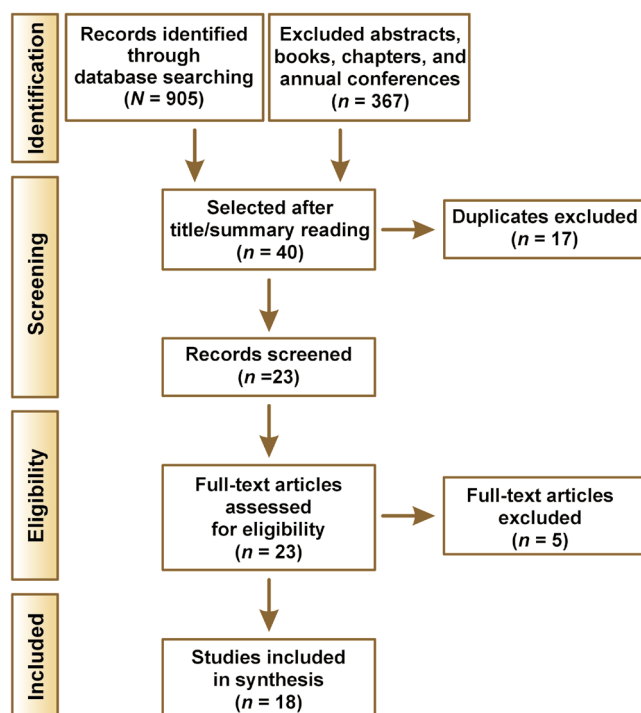 Identification
Records identified
through
database searching
(N = 905)
Excluded abstracts,
books, chapters, and
annual conferences
(n = 367)
Screening
Selected after
title/summary reading
(n = 40)
Duplicates excluded
(n = 17)
Records screened
(n =23)
Eligibility
Full-text articles
assessed
for eligibility
(n = 23)
Full-text articles
excluded
(n = 5)
Included
Studies included
in synthesis
(n = 18)